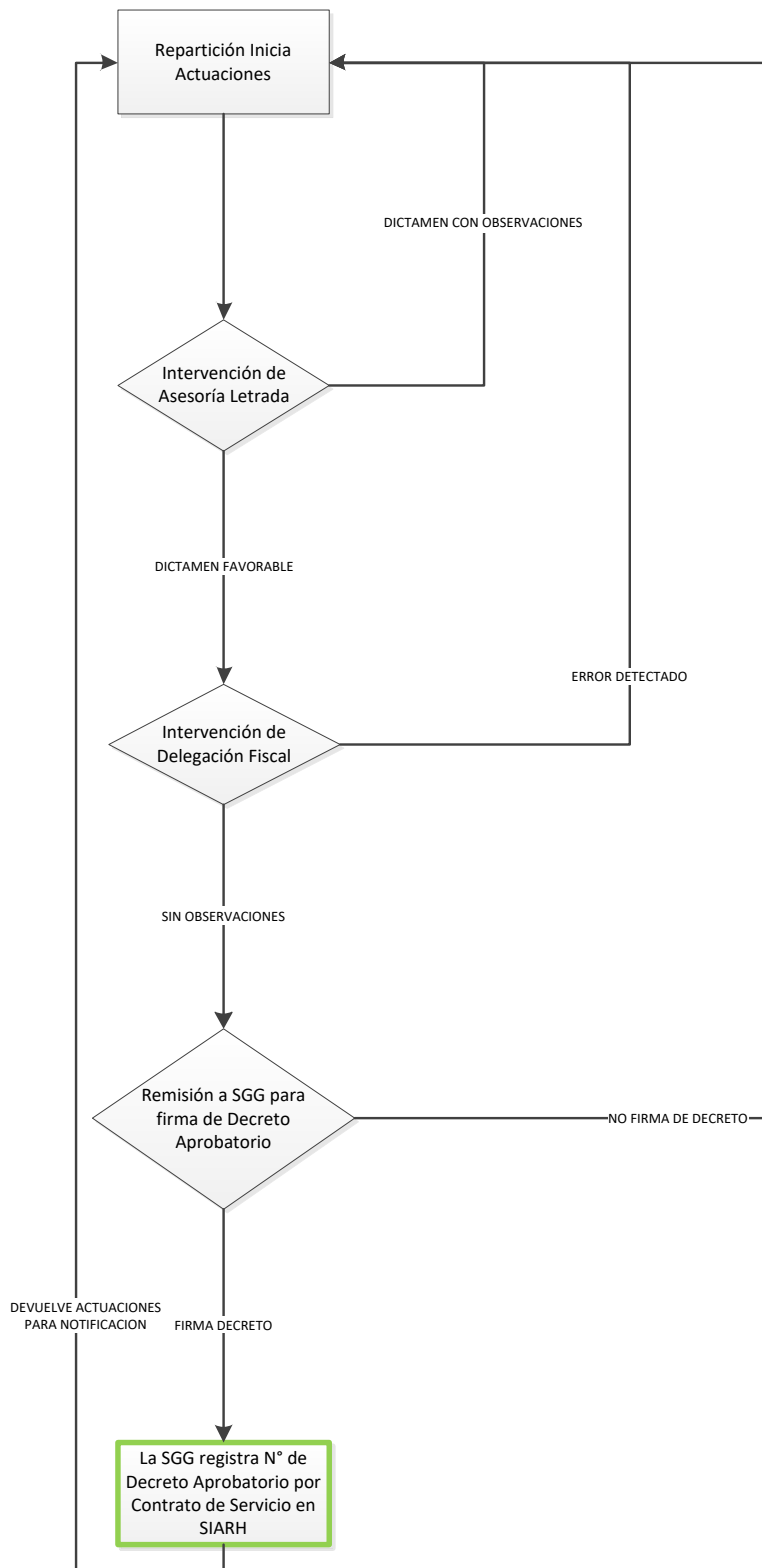 Repartición Inicia
Actuaciones
DICTAMEN CON OBSERVACIONES
Intervención de
Asesoría Letrada
DICTAMEN FAVORABLE
ERROR DETECTADO
Intervención de
Delegación Fiscal
SIN OBSERVACIONES
Remisión a SGG para
firma de Decreto
Aprobatorio
NO FIRMA DE DECRETO
DEVUELVE ACTUACIONES
PARA NOTIFICACION
FIRMA DECRETO
La SGG registra N° de
Decreto Aprobatorio por
Contrato de Servicio en
SIARH